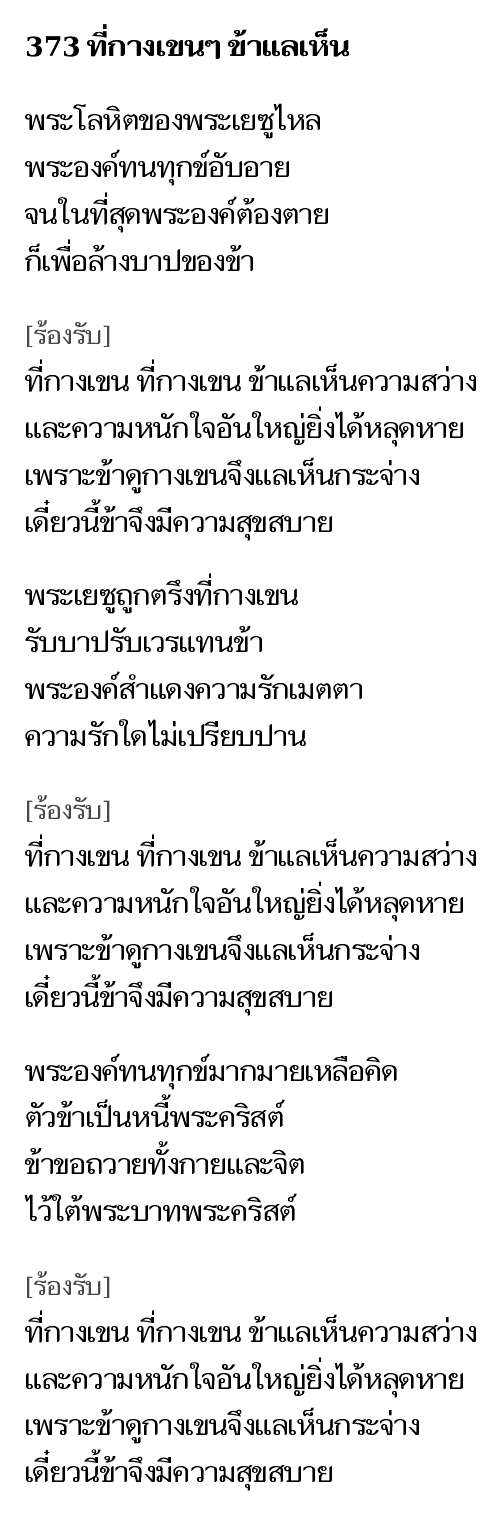 373 ที่กางเขนๆ ข้าแลเห็น
พระโลหิตของพระเยซูไหล
พระองค์ทนทุกข์อับอาย
จนในที่สุดพระองค์ต้องตาย
ก็เพื่อล้างบาปของข้า
[ร้องรับ]
ที่กางเขน ที่กางเขน ข้าแลเห็นความสว่าง
และความหนักใจอันใหญ่ยิ่งได้หลุดหาย
เพราะข้าดูกางเขนจึงแลเห็นกระจ่าง
เดี๋ยวนี้ข้าจึงมีความสุขสบาย
พระเยซูถูกตรึงที่กางเขน
รับบาปรับเวรแทนข้า
พระองค์สำแดงความรักเมตตา
ความรักใดไม่เปรียบปาน
[ร้องรับ]
ที่กางเขน ที่กางเขน ข้าแลเห็นความสว่าง
และความหนักใจอันใหญ่ยิ่งได้หลุดหาย
เพราะข้าดูกางเขนจึงแลเห็นกระจ่าง
เดี๋ยวนี้ข้าจึงมีความสุขสบาย
พระองค์ทนทุกข์มากมายเหลือคิด
ตัวข้าเป็นหนี้พระคริสต์
ข้าขอถวายทั้งกายและจิต
ไว้ใต้พระบาทพระคริสต์
[ร้องรับ]
ที่กางเขน ที่กางเขน ข้าแลเห็นความสว่าง
และความหนักใจอันใหญ่ยิ่งได้หลุดหาย
เพราะข้าดูกางเขนจึงแลเห็นกระจ่าง
เดี๋ยวนี้ข้าจึงมีความสุขสบาย